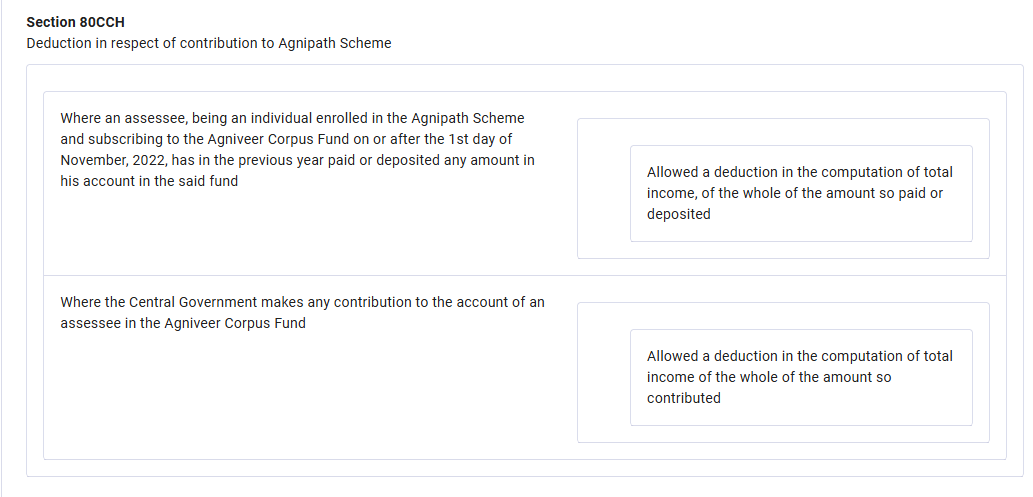 Section 80CCH
Deduction in respect of contribution to Agnipath Scheme
Where an assessee, being an individual enrolled in the Agnipath Scheme
and subscribing to the Agniveer Corpus Fund on or after the 1st day of
November, 2022, has in the previous year paid or deposited any amount in
his account in the said fund
Allowed a deduction in the computation of total
income, of the whole of the amount so paid or
deposited
Where the Central Government makes any contribution to the account of an
assessee in the Agniveer Corpus Fund
Allowed a deduction in the computation of total
income of the whole of the amount so
contributed